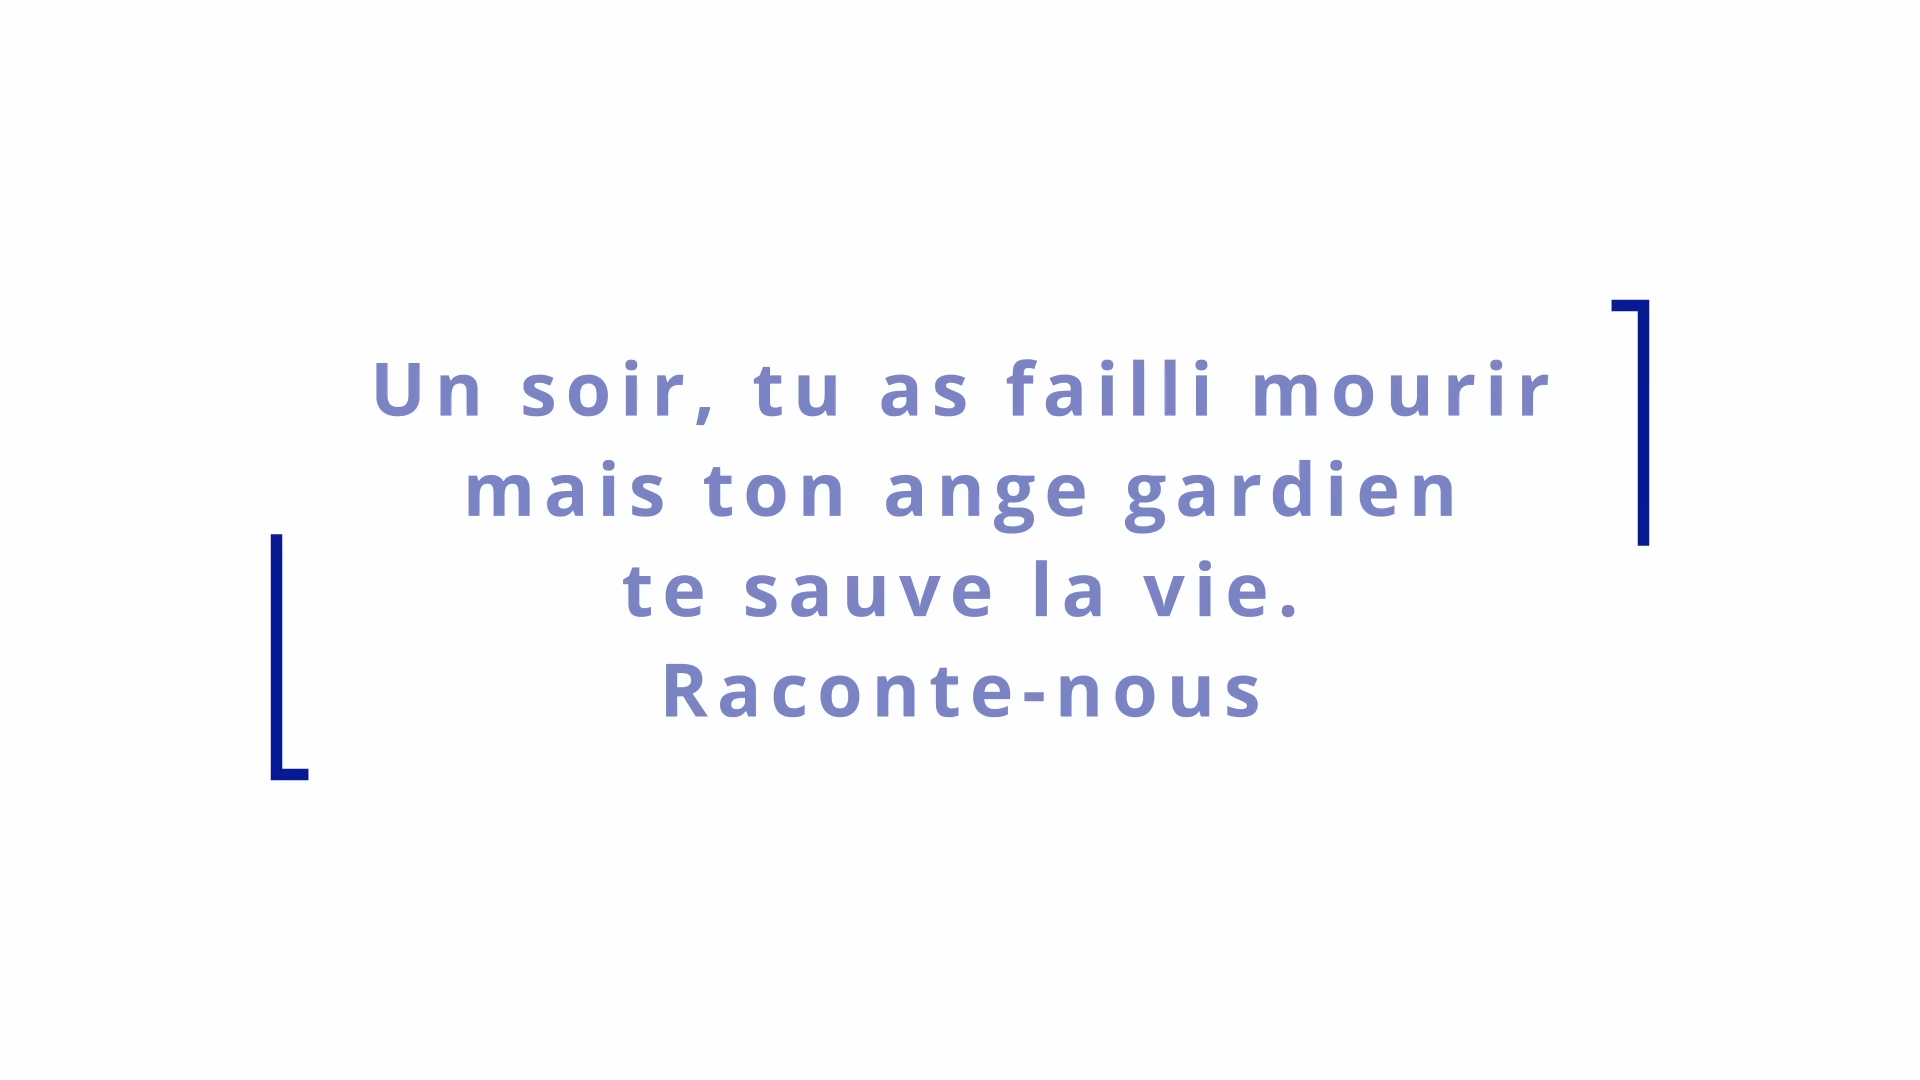 Un soir, tu as failli mourir
mais ton ange gardien
te sauve la vie.
Raconte-nous